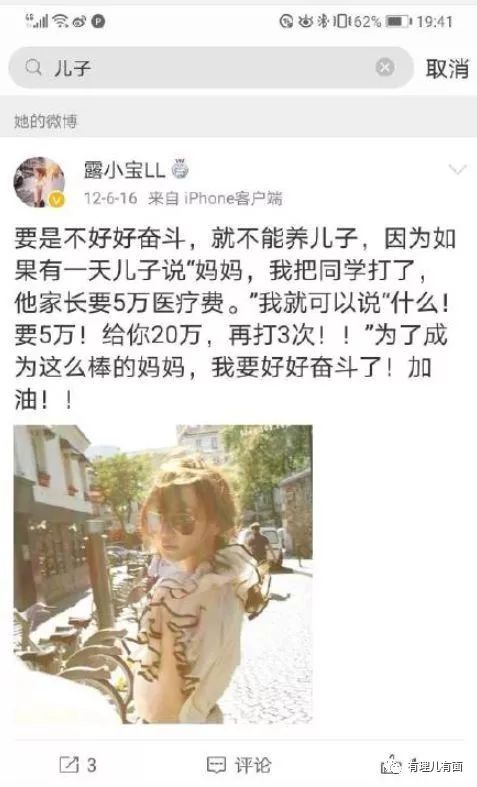 62% 19:41
儿子 取消
她的微博
露小宝LL
12-6-16 来自 iPhone客户端
要是不好好奋斗，就不能养儿子，因为如
果有一天儿子说“妈妈，我把同学打了，
他家长要5万医疗费。”我就可以说“什么！
要5万！给你20万，再打3次！！”为了成
为这么棒的妈妈，我要好好奋斗了！加
油！！
3 评论
有理儿有面